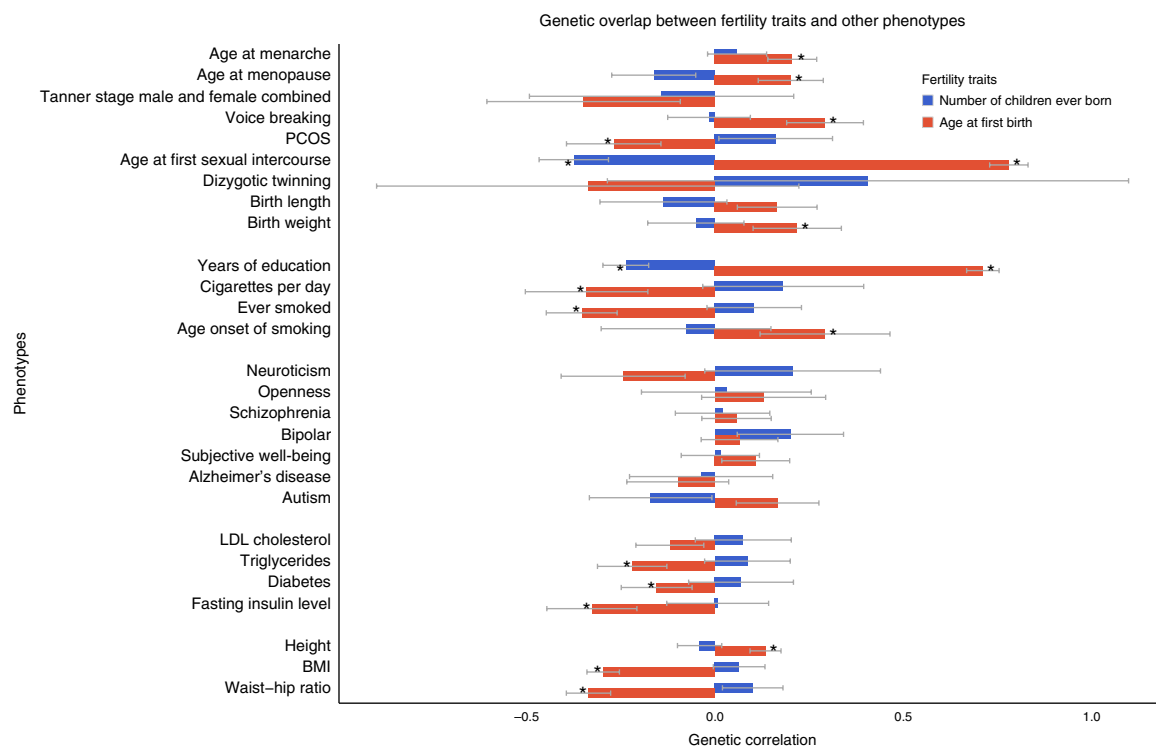 Genetic overlap between fertility traits and other phenotypes
Age at menarche
Age at menopause
Tanner stage male and female combined
Voice breaking
PCOS
Age at first sexual intercourse
Dizygotic twinning
Birth length
Birth weight
Years of education
Cigarettes per day
Ever smoked
Age onset of smoking
Neuroticism
Openness
Schizophrenia
Bipolar
Subjective well-being
Alzheimer's disease
Autism
LDL cholesterol
Triglycerides
Diabetes
Fasting insulin level
Height
BMI
Waist–hip ratio
Phenotypes
Fertility traits
Number of children ever born
Age at first birth
* * * * * * * * * * * * * * * * * * * *
–0.5 0.0 0.5 1.0
Genetic correlation